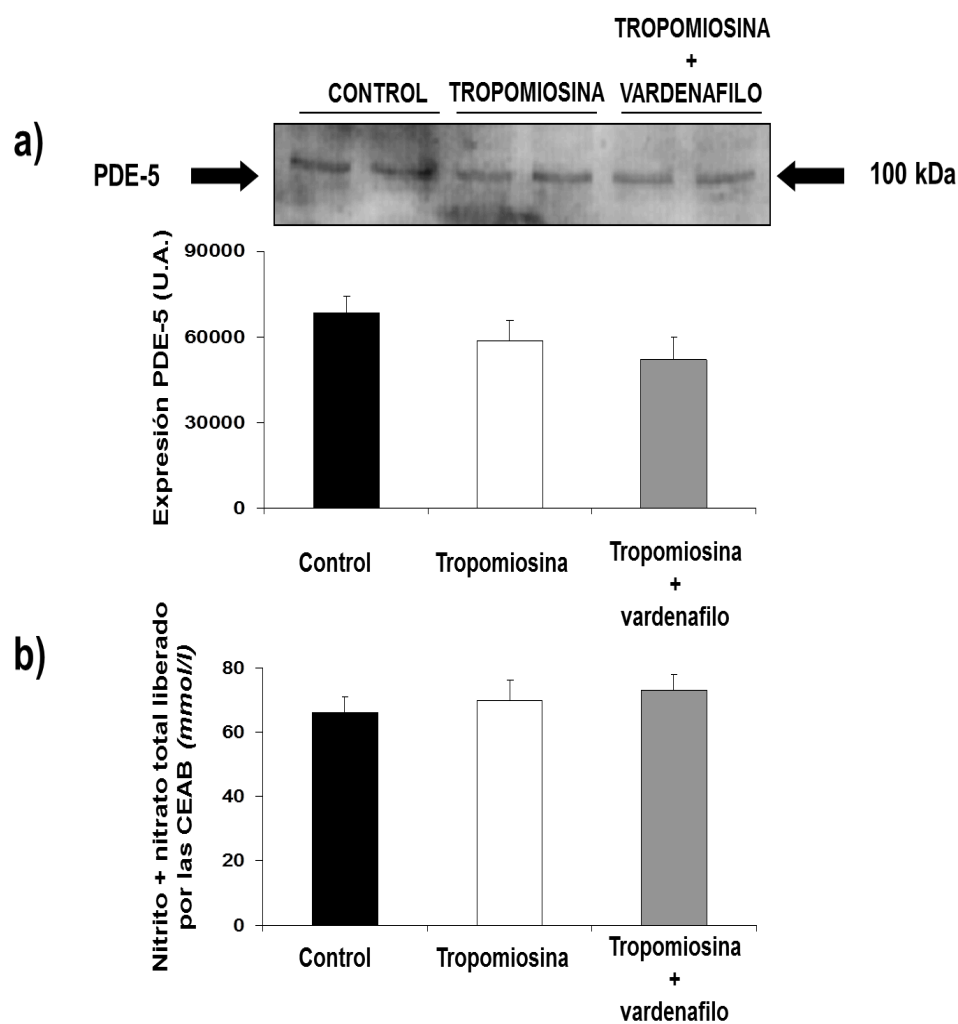 TROPOMIOSINA
+
CONTROL TROPOMIOSINA VARDENAFILO
a)
PDE-5 100 kDa
Expresión PDE-5 (U.A.)
90000
60000
30000
0
Control Tropomiosina Tropomiosina
+
vardenafilo
b)
Nitrito + nitrato total liberado
por las CEAB (mmol/l)
80
60
40
20
0
Control Tropomiosina Tropomiosina
+
vardenafilo